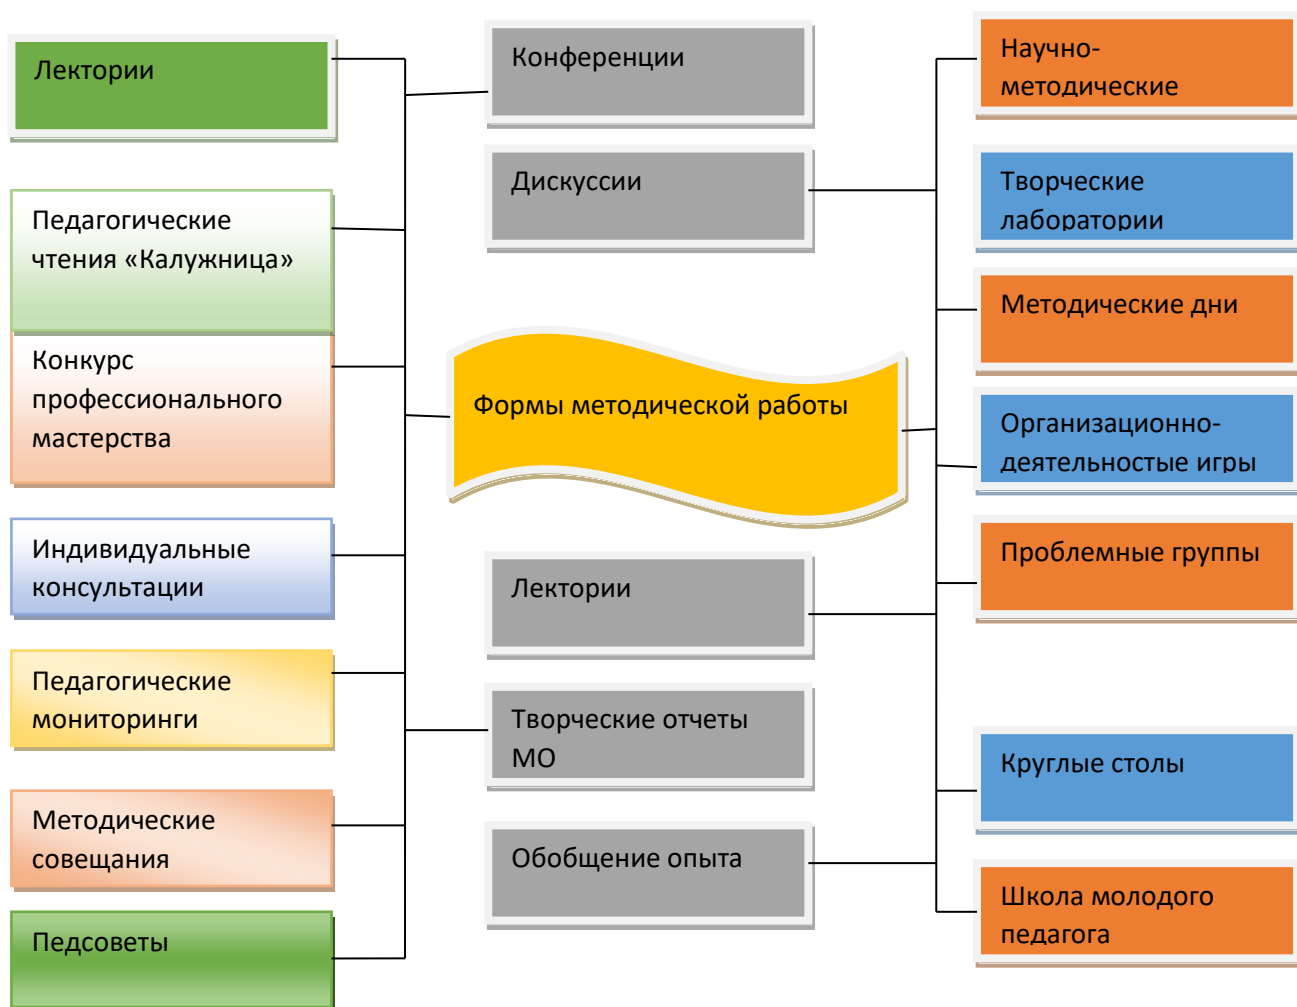 Лектории
Педагогические
чтения «Калужница»
Конкурс
профессионального
мастерства
Индивидуальные
консультации
Педагогические
мониторинги
Методические
совещания
Педсоветы
Конференции
Дискуссии
Формы методической работы
Лектории
Творческие отчеты
МО
Обобщение опыта
Научно-
методические
Творческие
лаборатории
Методические дни
Организационно-
деятельностые игры
Проблемные группы
Круглые столы
Школа молодого
педагога